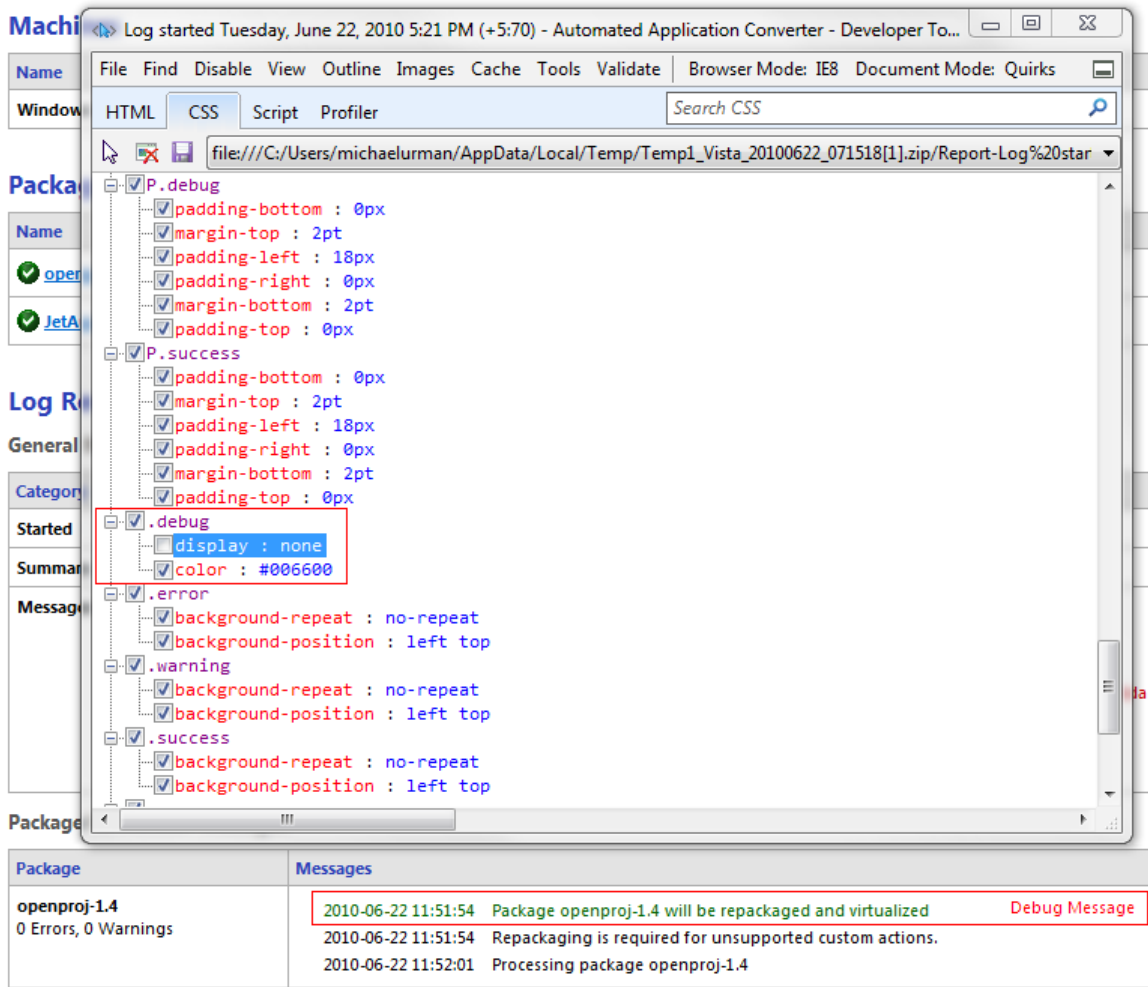 Machi
Log started Tuesday, June 22, 2010 5:21 PM (+5:70) - Automated Application Converter - Developer To...
Name
File Find Disable View Outline Images Cache Tools Validate Browser Mode: IE8 Document Mode: Quirks
Window
HTML CSS Script Profiler Search CSS
file:///C:/Users/michaelurman/AppData/Local/Temp/Temp1_Vista_20100622_071518[1].zip/Report-Log%20star
Packa
P.debug
padding-bottom : 0px
Name
margin-top : 2pt
padding-left : 18px
open
padding-right : 0px
margin-bottom : 2pt
JetA
padding-top : 0px
P.success
padding-bottom : 0px
Log Re
margin-top : 2pt
padding-left : 18px
General
padding-right : 0px
margin-bottom : 2pt
Category
padding-top : 0px
Started
.debug
display : none
Summar
color : #006600
.error
Message
background-repeat : no-repeat
background-position : left top
.warning
background-repeat : no-repeat
da
background-position : left top
.success
background-repeat : no-repeat
background-position : left top
Package
Package Messages
openproj-1.4
0 Errors, 0 Warnings
2010-06-22 11:51:54 Package openproj-1.4 will be repackaged and virtualized Debug Message
2010-06-22 11:51:54 Repackaging is required for unsupported custom actions.
2010-06-22 11:52:01 Processing package openproj-1.4